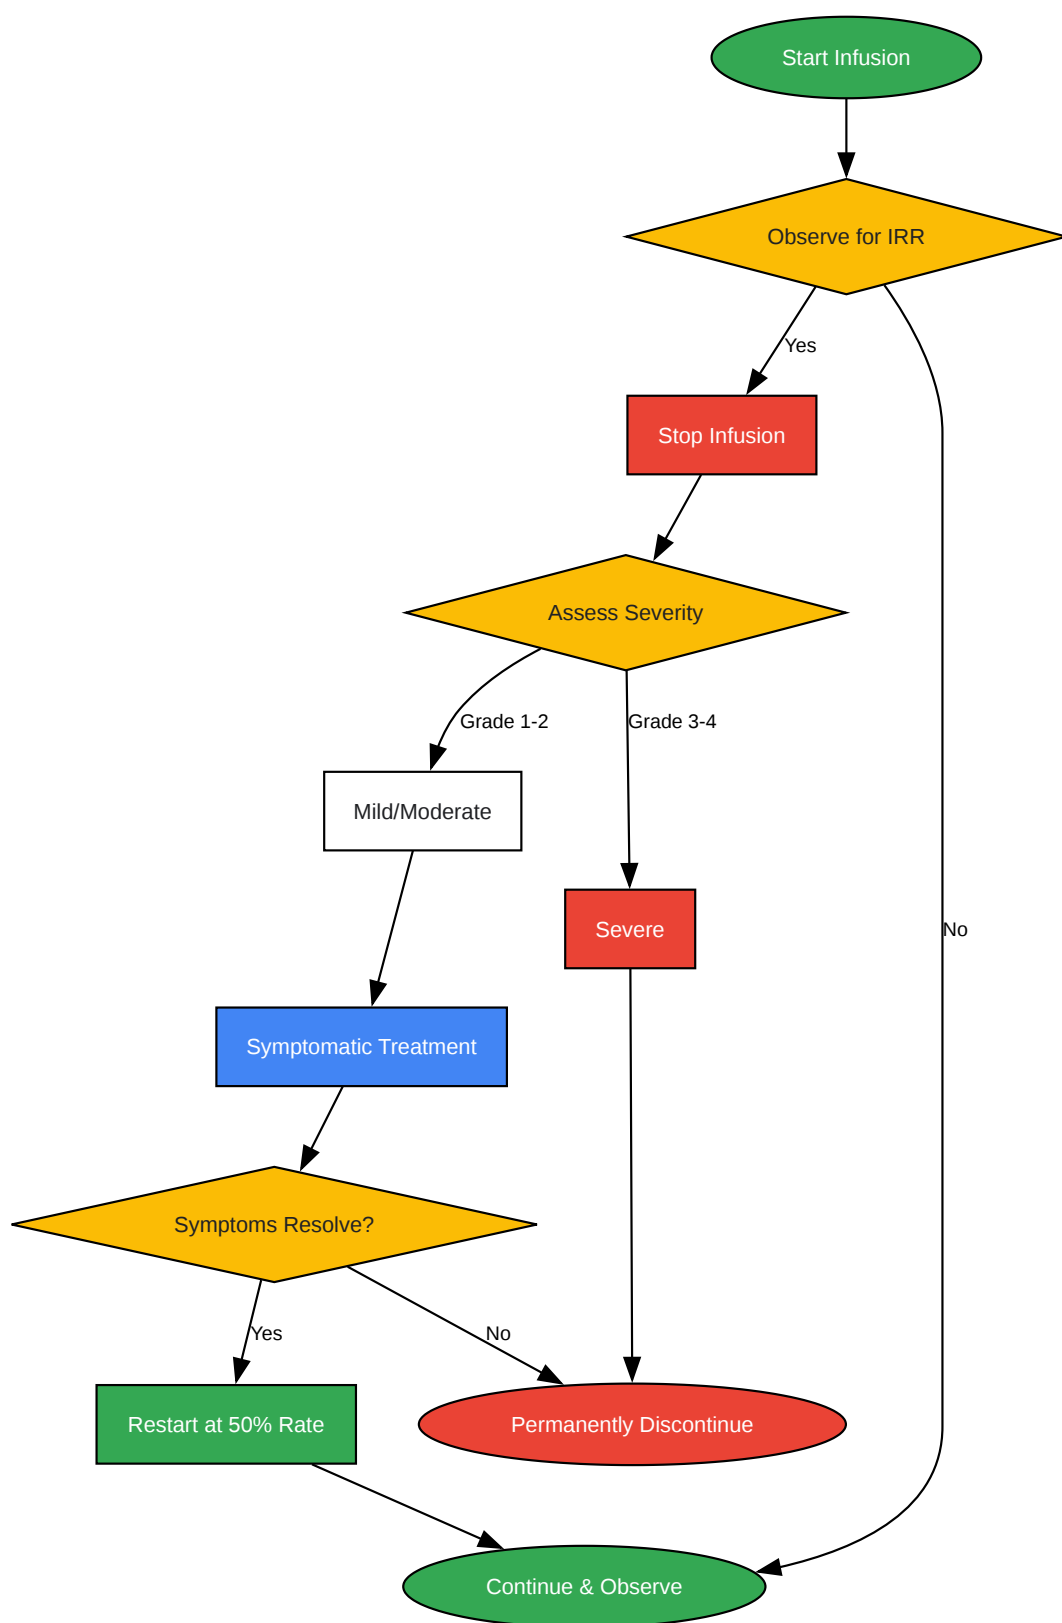 Start Infusion
Observe for IRR
Yes
Stop Infusion
Assess Severity
Grade 1-2
Grade 3-4
Mild/Moderate
Severe
No
Symptomatic Treatment
Symptoms Resolve?
Yes
No
Restart at 50% Rate
Permanently Discontinue
Continue & Observe